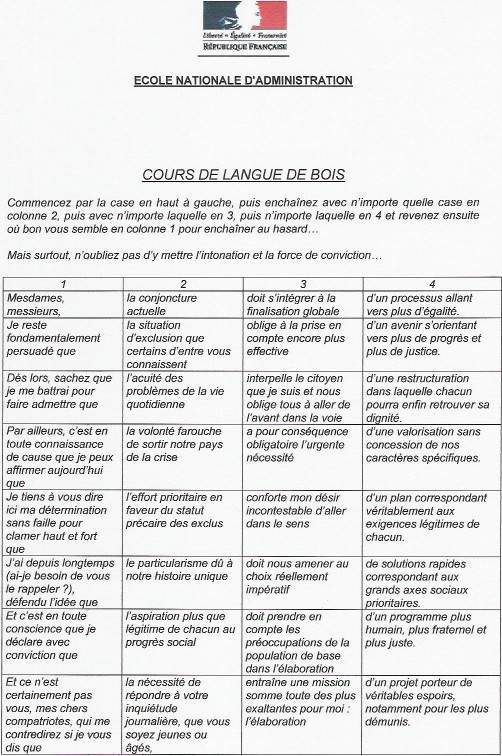 Liberté • Égalité • Fraternité
RÉPUBLIQUE FRANÇAISE
ECOLE NATIONALE D'ADMINISTRATION
COURS DE LANGUE DE BOIS
Commencez par la case en haut à gauche, puis enchaînez avec n'importe quelle case en
colonne 2, puis avec n'importe laquelle en 3, puis n'importe laquelle en 4 et revenez ensuite
où bon vous semble en colonne 1 pour enchaîner au hasard…
Mais surtout, n'oubliez pas d'y mettre l'intonation et la force de conviction…
1 2 3 4
Mesdames,
messieurs,
la conjoncture
actuelle
doit s'intégrer à la
finalisation globale
d'un processus allant
vers plus d'égalité.
Je reste
fondamentalement
persuadé que
la situation
d'exclusion que
certains d'entre vous
connaissent
oblige à la prise en
compte encore plus
effective
d'un avenir s'orientant
vers plus de progrès et
plus de justice.
Dès lors, sachez que
je me battrai pour
faire admettre que
l'acuité des
problèmes de la vie
quotidienne
interpelle le citoyen
que je suis et nous
oblige tous à aller de
l'avant dans la voie
d'une restructuration
dans laquelle chacun
pourra enfin retrouver sa
dignité.
Par ailleurs, c'est en
toute connaissance
de cause que je peux
affirmer aujourd'hui
que
la volonté farouche
de sortir notre pays
de la crise
a pour conséquence
obligatoire l'urgente
nécessité
d'une valorisation sans
concession de nos
caractères spécifiques.
Je tiens à vous dire
ici ma détermination
sans faille pour
clamer haut et fort
que
l'effort prioritaire en
faveur du statut
précaire des exclus
conforte mon désir
incontestable d'aller
dans le sens
d'un plan correspondant
véritablement aux
exigences légitimes de
chacun.
J'ai depuis longtemps
(ai-je besoin de vous
le rappeler ?),
défendu l'idée que
le particularisme dû à
notre histoire unique
doit nous amener au
choix réellement
impératif
de solutions rapides
correspondant aux
grands axes sociaux
prioritaires.
Et c'est en toute
conscience que je
déclare avec
conviction que
l'aspiration plus que
légitime de chacun au
progrès social
doit prendre en
compte les
préoccupations de la
population de base
dans l'élaboration
d'un programme plus
humain, plus fraternel et
plus juste.
Et ce n'est
certainement pas
vous, mes chers
compatriotes, qui me
contredirez si je vous
dis que
la nécessité de
répondre à votre
inquiétude
journalière, que vous
soyez jeunes ou
âgés,
entraîne une mission
somme toute des plus
exaltantes pour moi :
l'élaboration
d'un projet porteur de
véritables espoirs,
notamment pour les plus
démunis.